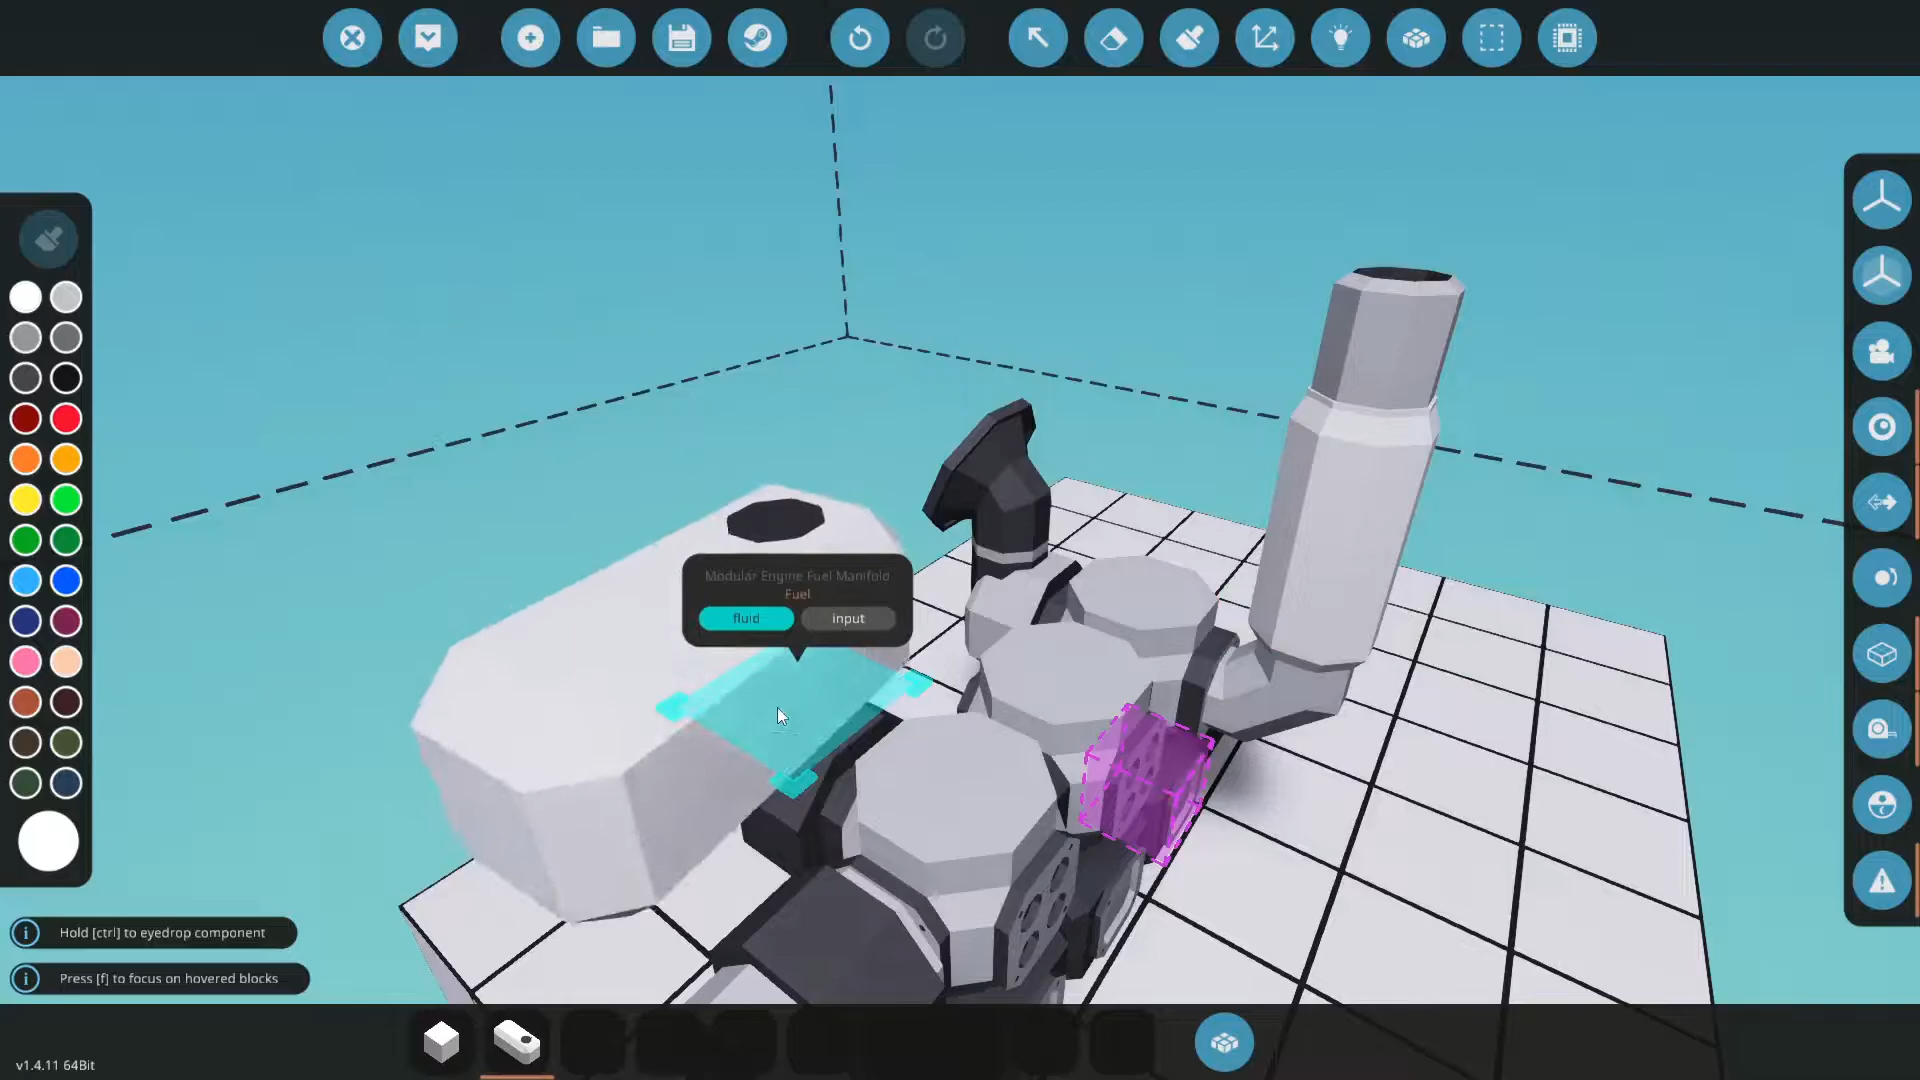 Modular Engine Fuel Manifold
Fuel
fluid
input
Hold [ctrl] to eyedrop component
Press [f] to focus on hovered blocks
v1.4.11 64Bit